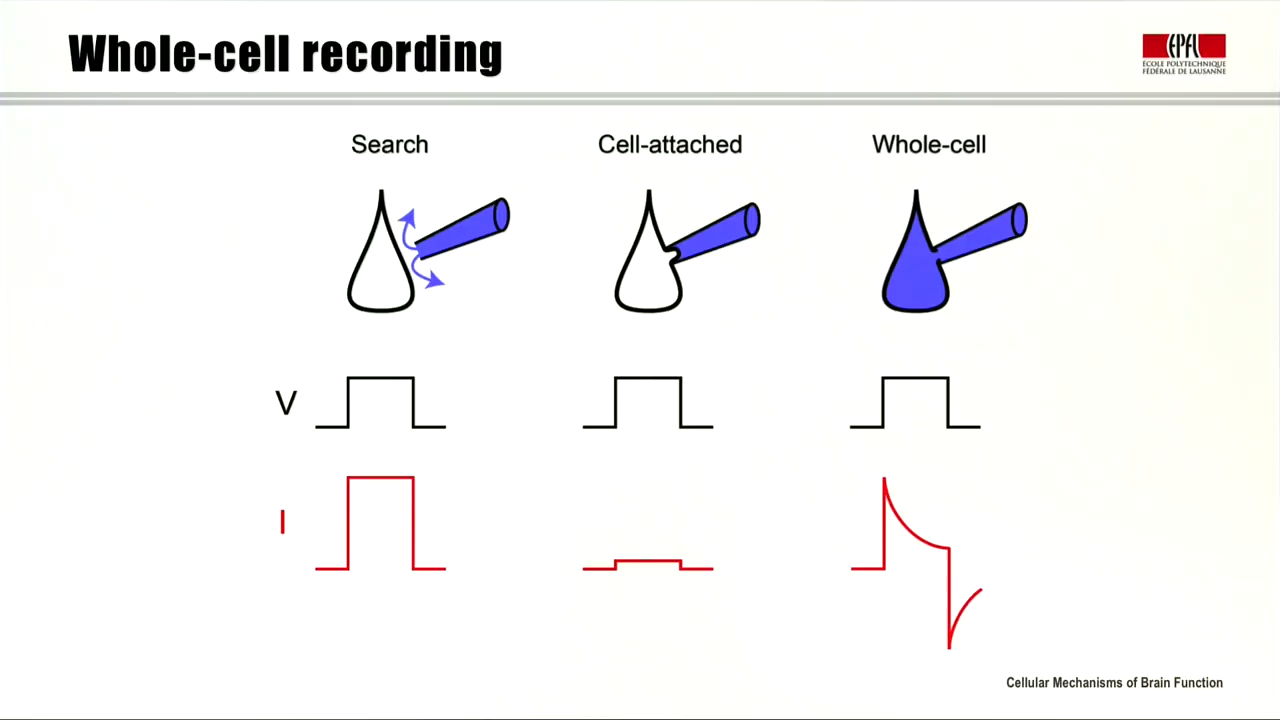 Whole-cell recording
EPFL
ÉCOLE POLYTECHNIQUE
FÉDÉRALE DE LAUSANNE
Search
Cell-attached
Whole-cell
V
I
Cellular Mechanisms of Brain Function